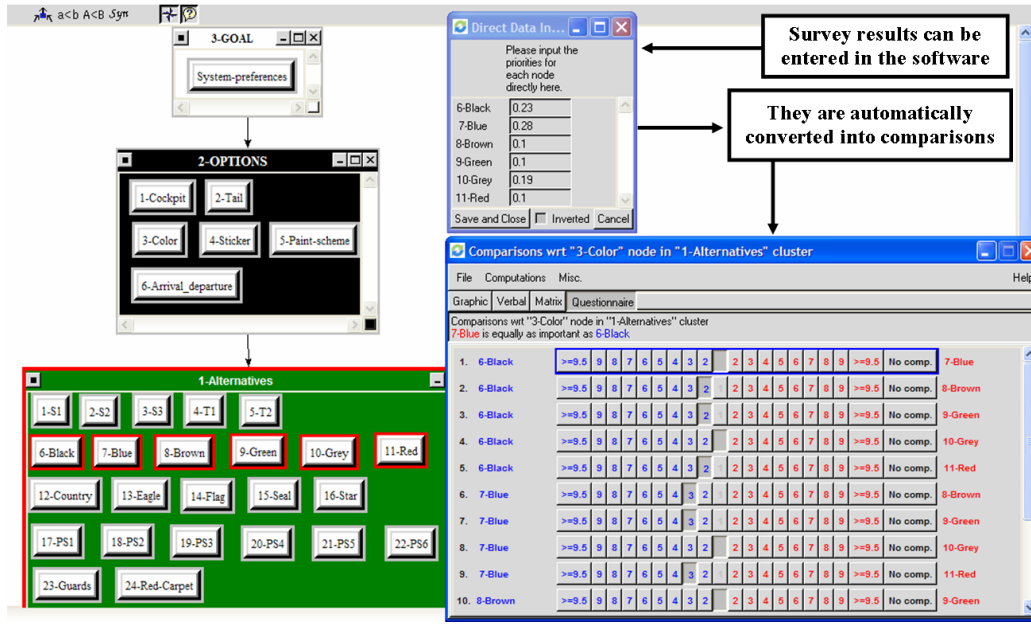 a<b A<B Syn
3-GOAL
System-preferences
2-OPTIONS
1-Cockpit 2-Tail
3-Color 4-Sticker 5-Paint-scheme
6-Arrival_departure
1-Alternatives
1-S1 2-S2 3-S3 4-T1 5-T2
6-Black 7-Blue 8-Brown 9-Green 10-Grey 11-Red
12-Country 13-Eagle 14-Flag 15-Seal 16-Star
17-PS1 18-PS2 19-PS3 20-PS4 21-PS5 22-PS6
23-Guards 24-Red-Carpet
Direct Data In...
Please input the
priorities for
each node
directly here.
6-Black 0.23
7-Blue 0.28
8-Brown 0.1
9-Green 0.1
10-Grey 0.19
11-Red 0.1
Save and Close Inverted Cancel
Survey results can be
entered in the software
They are automatically
converted into comparisons
Comparisons wrt "3-Color" node in "1-Alternatives" cluster
File Computations Misc. Help
Graphic Verbal Matrix Questionnaire
Comparisons wrt "3-Color" node in "1-Alternatives" cluster
7-Blue is equally as important as 6-Black
1. 6-Black >=9.5 9 8 7 6 5 4 3 2 2 3 4 5 6 7 8 9 >=9.5 No comp. 7-Blue
2. 6-Black >=9.5 9 8 7 6 5 4 3 2 1 2 3 4 5 6 7 8 9 >=9.5 No comp. 8-Brown
3. 6-Black >=9.5 9 8 7 6 5 4 3 2 1 2 3 4 5 6 7 8 9 >=9.5 No comp. 9-Green
4. 6-Black >=9.5 9 8 7 6 5 4 3 2 2 3 4 5 6 7 8 9 >=9.5 No comp. 10-Grey
5. 6-Black >=9.5 9 8 7 6 5 4 3 2 1 2 3 4 5 6 7 8 9 >=9.5 No comp. 11-Red
6. 7-Blue >=9.5 9 8 7 6 5 4 3 2 1 2 3 4 5 6 7 8 9 >=9.5 No comp. 8-Brown
7. 7-Blue >=9.5 9 8 7 6 5 4 3 2 1 2 3 4 5 6 7 8 9 >=9.5 No comp. 9-Green
8. 7-Blue >=9.5 9 8 7 6 5 4 3 2 2 3 4 5 6 7 8 9 >=9.5 No comp. 10-Grey
9. 7-Blue >=9.5 9 8 7 6 5 4 3 2 1 2 3 4 5 6 7 8 9 >=9.5 No comp. 11-Red
10. 8-Brown >=9.5 9 8 7 6 5 4 3 2 2 3 4 5 6 7 8 9 >=9.5 No comp. 9-Green